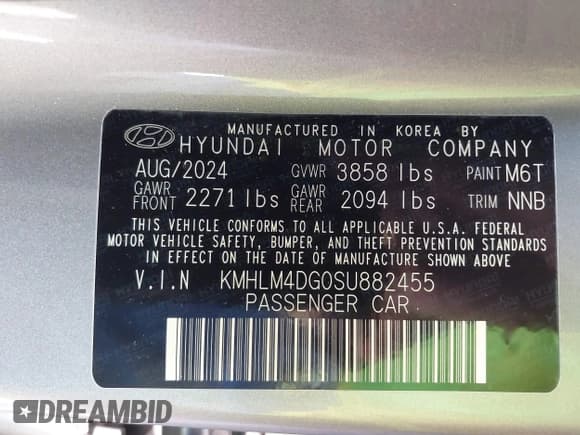 MANUFACTURED IN KOREA BY
HYUNDAI MOTOR COMPANY
AUG/2024 GVWR 3858 lbs PAINT M6T
GAWR FRONT 2271 lbs GAWR REAR 2094 lbs TRIM NNB
THIS VEHICLE CONFORMS TO ALL APPLICABLE U.S.A. FEDERAL
MOTOR VEHICLE SAFETY, BUMPER, AND THEFT PREVENTION STANDARDS
IN EFFECT ON THE DATE OF MANUFACTURE SHOWN ABOVE
V.I.N KMHLM4DG0SU882455
PASSENGER CAR
DREAMBID